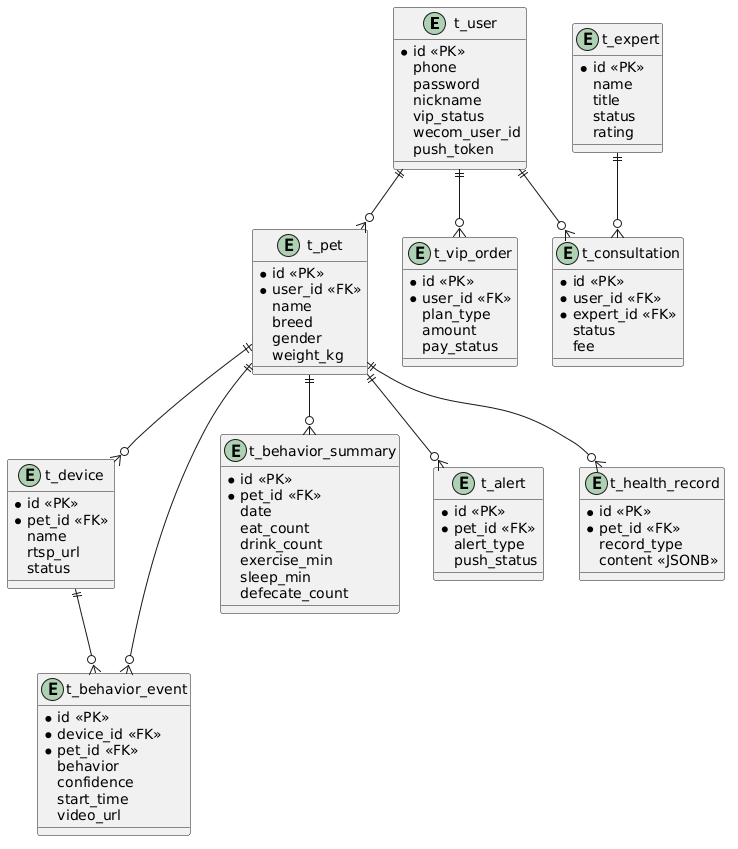 E t_user
id «PK»
phone
password
nickname
vip_status
wecom_user_id
push_token
E t_expert
id «PK»
name
title
status
rating
E t_pet
id «PK»
user_id «FK»
name
breed
gender
weight_kg
E t_vip_order
id «PK»
user_id «FK»
plan_type
amount
pay_status
E t_consultation
id «PK»
user_id «FK»
expert_id «FK»
status
fee
E t_device
id «PK»
pet_id «FK»
name
rtsp_url
status
E t_behavior_summary
id «PK»
pet_id «FK»
date
eat_count
drink_count
exercise_min
sleep_min
defecate_count
E t_alert
id «PK»
pet_id «FK»
alert_type
push_status
E t_health_record
id «PK»
pet_id «FK»
record_type
content «JSONB»
E t_behavior_event
id «PK»
device_id «FK»
pet_id «FK»
behavior
confidence
start_time
video_url